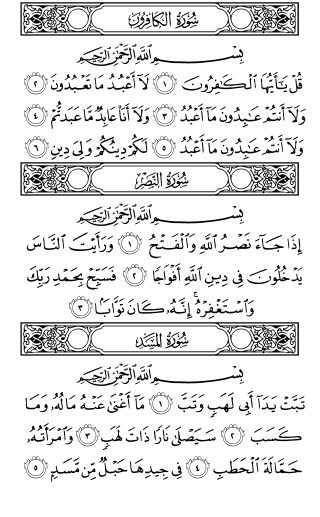 سُورَةُ الكَافِرُونَ
بِسْمِ ٱللَّهِ ٱلرَّحْمَٰنِ ٱلرَّحِيمِ
قُلْ يَٰٓأَيُّهَا ٱلْكَٰفِرُونَ ١ لَآ أَعْبُدُ مَا تَعْبُدُونَ ٢
وَلَآ أَنتُمْ عَٰبِدُونَ مَآ أَعْبُدُ ٣ وَلَآ أَنَا۠ عَابِدٌ مَّا عَبَدتُّمْ ٤
وَلَآ أَنتُمْ عَٰبِدُونَ مَآ أَعْبُدُ ٥ لَكُمْ دِينُكُمْ وَلِىَ دِينِ ٦
سُورَةُ النَّصْرِ
بِسْمِ ٱللَّهِ ٱلرَّحْمَٰنِ ٱلرَّحِيمِ
إِذَا جَآءَ نَصْرُ ٱللَّهِ وَٱلْفَتْحُ ١ وَرَأَيْتَ ٱلنَّاسَ
يَدْخُلُونَ فِى دِينِ ٱللَّهِ أَفْوَاجًا ٢ فَسَبِّحْ بِحَمْدِ رَبِّكَ
وَٱسْتَغْفِرْهُ ۚ إِنَّهُۥ كَانَ تَوَّابًۢا ٣
سُورَةُ المَسَدِ
بِسْمِ ٱللَّهِ ٱلرَّحْمَٰنِ ٱلرَّحِيمِ
تَبَّتْ يَدَآ أَبِى لَهَبٍ وَتَبَّ ١ مَآ أَغْنَىٰ عَنْهُ مَالُهُۥ وَمَا
كَسَبَ ٢ سَيَصْلَىٰ نَارًا ذَاتَ لَهَبٍ ٣ وَٱمْرَأَتُهُۥ
حَمَّالَةَ ٱلْحَطَبِ ٤ فِى جِيدِهَا حَبْلٌ مِّن مَّسَدٍۭ ٥